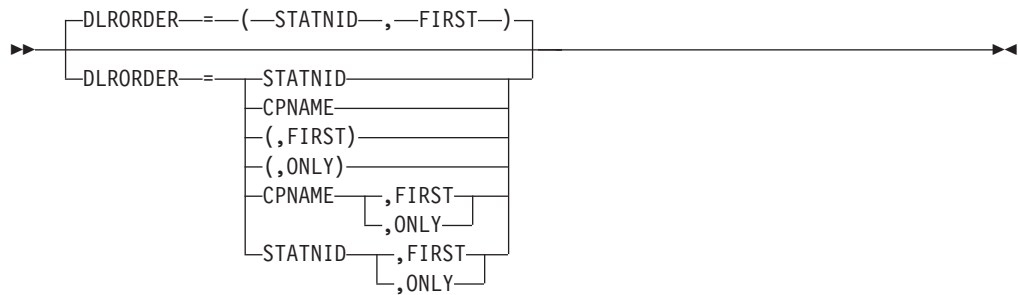 DLRORDER = ( STATNID , FIRST )
DLRORDER = STATNID
CPNAME
(,FIRST)
(,ONLY)
CPNAME ,FIRST
,ONLY
STATNID ,FIRST
,ONLY